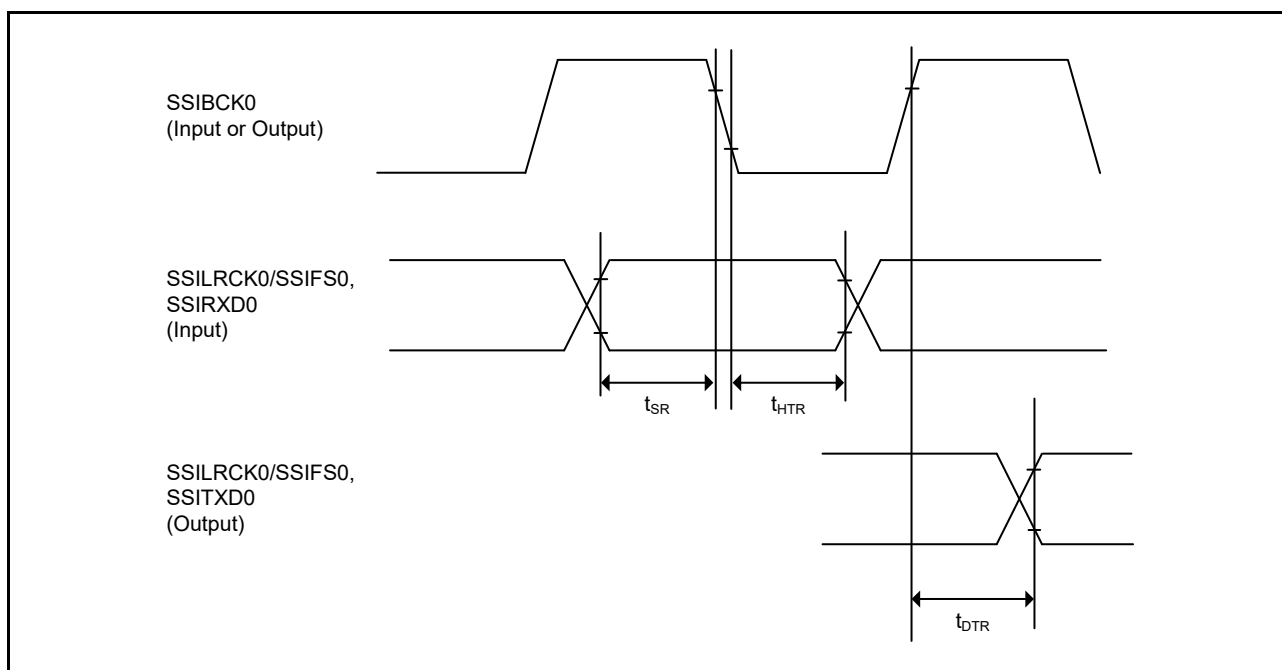 SSIBCK0
(Input or Output)
SSILRCK0/SSIFS0,
SSIRXD0
(Input)
tSR
tHTR
SSILRCK0/SSIFS0,
SSITXD0
(Output)
tDTR